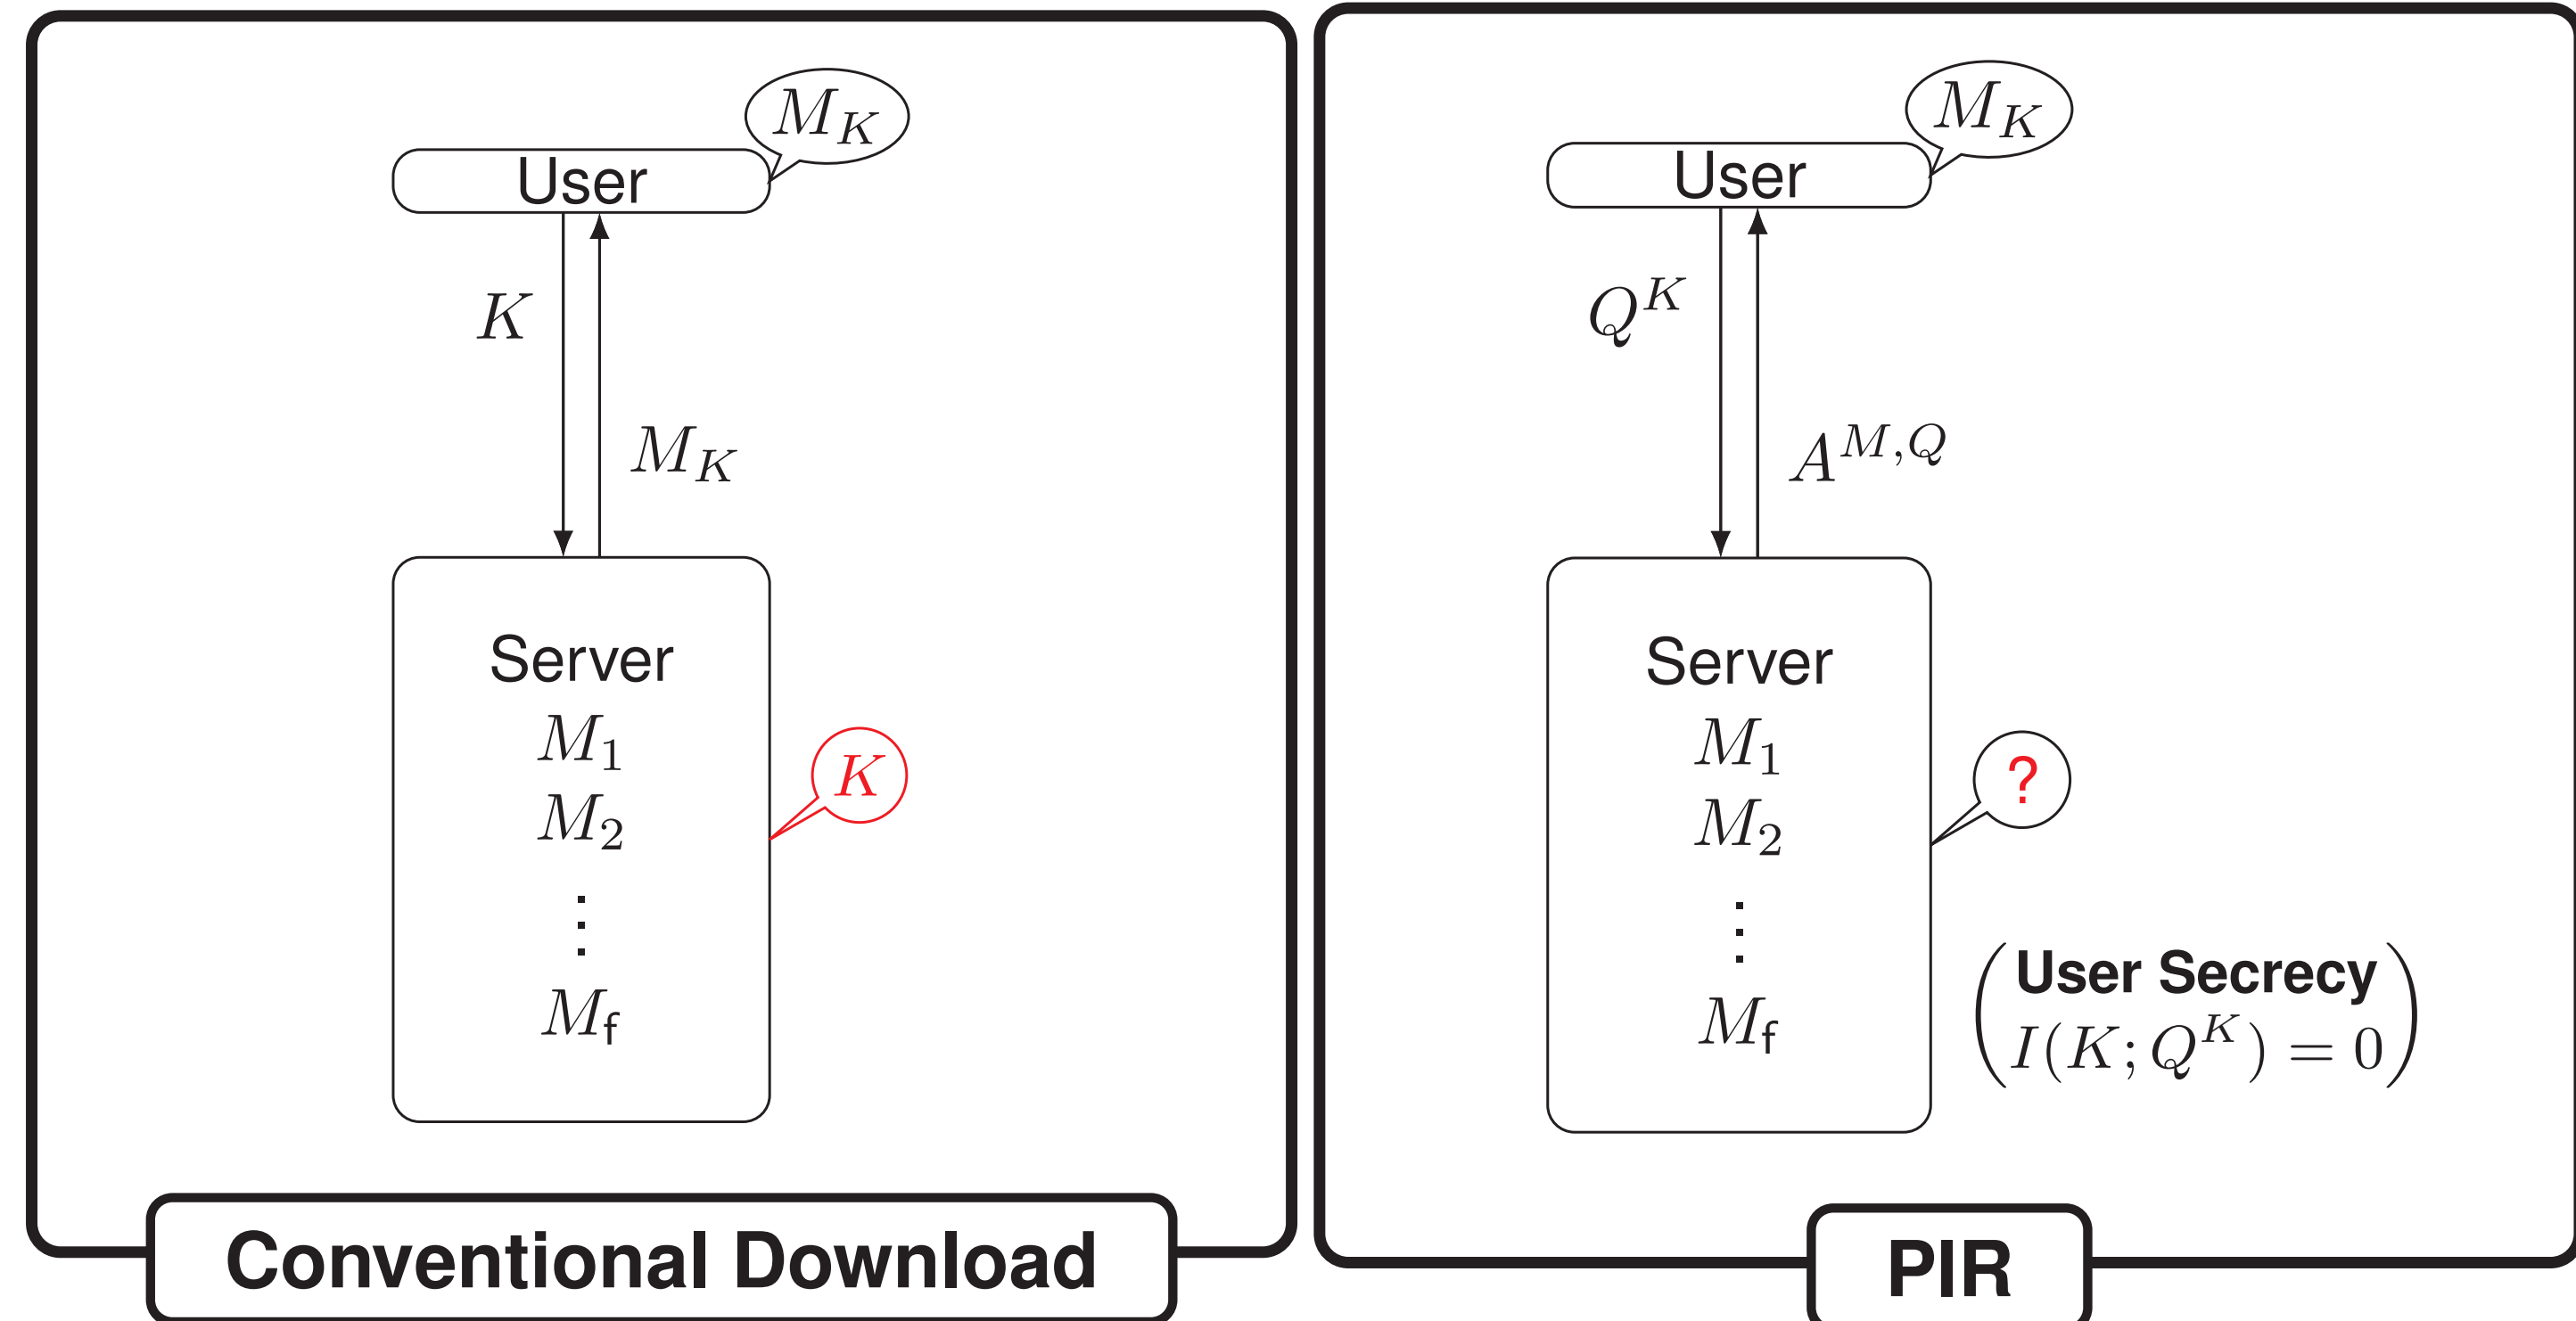 M_K
User
K
M_K
Server
M_1
M_2
⋮
M_f
K
Conventional Download
M_K
User
Q^K
A^{M,Q}
Server
M_1
M_2
⋮
M_f
?
User Secrecy
I(K; Q^K) = 0
PIR